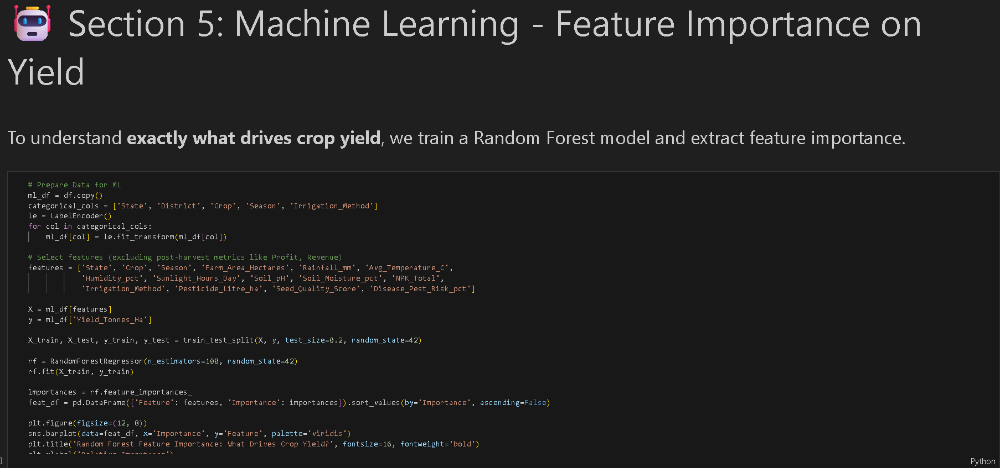 Section 5: Machine Learning - Feature Importance on
Yield
To understand exactly what drives crop yield, we train a Random Forest model and extract feature importance.
# Prepare Data for ML
ml_df = df.copy()
categorical_cols = ['State', 'District', 'Crop', 'Season', 'Irrigation_Method']
le = LabelEncoder()
for col in categorical_cols:
    ml_df[col] = le.fit_transform(ml_df[col])
# Select features (excluding post-harvest metrics like Profit, Revenue)
features = ['State', 'Crop', 'Season', 'Farm_Area_Hectares', 'Rainfall_mm', 'Avg_Temperature_C',
            'Humidity_pct', 'Sunlight_Hours_Day', 'Soil_pH', 'Soil_Moisture_pct', 'NPK_Total',
            'Irrigation_Method', 'Pesticide_Litre_ha', 'Seed_Quality_Score', 'Disease_Pest_Risk_pct']
X = ml_df[features]
y = ml_df['Yield_Tonnes_Ha']
X_train, X_test, y_train, y_test = train_test_split(X, y, test_size=0.2, random_state=42)
rf = RandomForestRegressor(n_estimators=100, random_state=42)
rf.fit(X_train, y_train)
importances = rf.feature_importances_
feat_df = pd.DataFrame({'Feature': features, 'Importance': importances}).sort_values(by='Importance', ascending=False)
plt.figure(figsize=(12, 8))
sns.barplot(data=feat_df, x='Importance', y='Feature', palette='viridis')
plt.title('Random Forest Feature Importance: What Drives Crop Yield?', fontsize=16, fontweight='bold')
plt.xlabel('Relative Importance')
]
Python